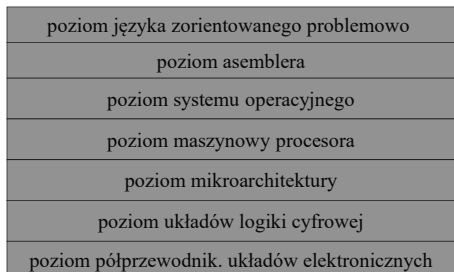 poziom języka zorientowanego problemowo
poziom asemblera
poziom systemu operacyjnego
poziom maszynowy procesora
poziom mikroarchitektury
poziom układów logiki cyfrowej
poziom półprzewodnik. układów elektronicznych